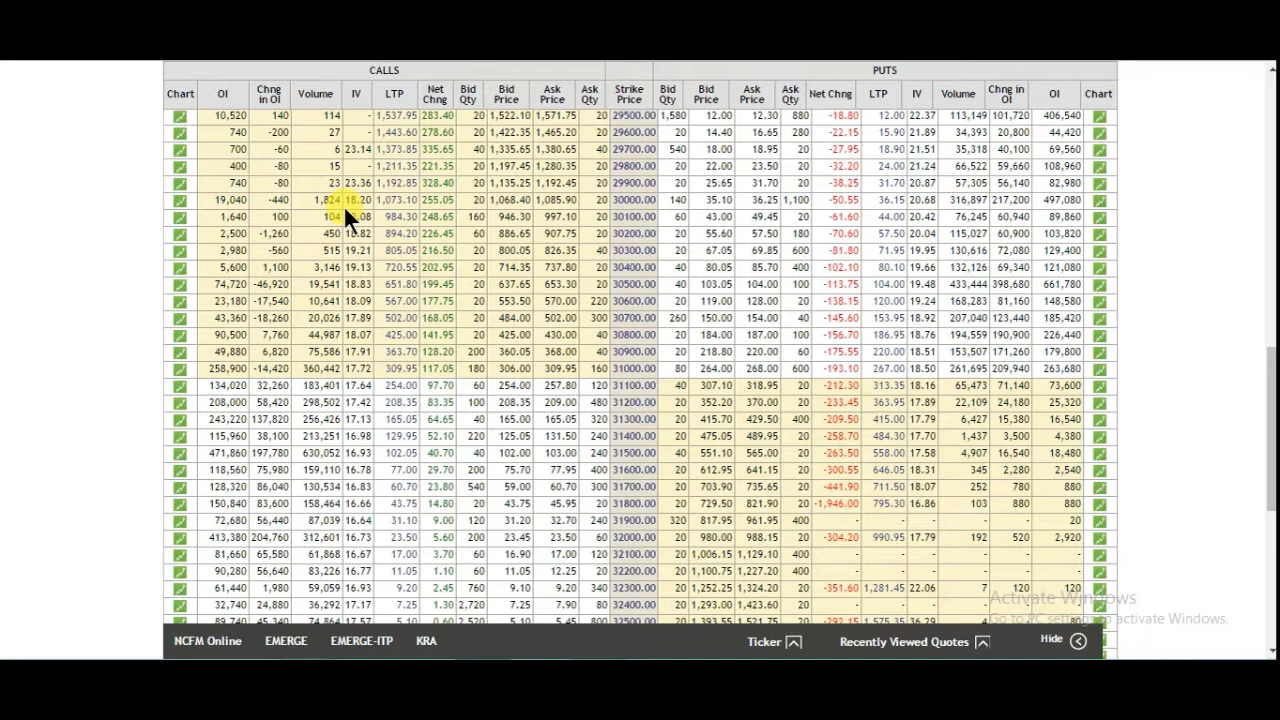 CALLS PUTS
Chart OI Chng in OI Volume IV LTP Net Chng Bid Qty Bid Price Ask Price Ask Qty Strike Price Bid Qty Bid Price Ask Price Ask Qty Net Chng LTP IV Volume Chng in OI OI Chart
10,520 140 114 - 1,537.95 283.40 20 1,522.10 1,571.75 20 29500.00 1,580 12.00 12.30 880 -18.80 12.00 22.37 113,149 101,720 406,540
740 -200 27 - 1,443.60 278.60 20 1,422.35 1,465.20 20 29600.00 20 14.40 16.65 280 -22.15 15.90 21.89 34,393 20,800 44,420
700 -60 6 23.14 1,373.85 335.65 40 1,335.65 1,380.65 40 29700.00 540 18.00 18.95 20 -27.95 18.90 21.51 35,318 40,100 69,560
400 -80 15 - 1,211.35 221.35 20 1,197.45 1,280.35 20 29800.00 20 22.00 23.50 20 -32.20 24.00 21.24 66,522 59,660 108,960
740 -80 23 23.36 1,192.85 328.40 20 1,135.25 1,192.45 20 29900.00 20 25.65 31.70 20 -38.25 31.70 20.87 57,305 56,140 82,980
19,040 -440 1,824 18.20 1,073.10 255.05 20 1,068.40 1,085.90 20 30000.00 140 35.10 36.25 1,100 -50.55 36.15 20.68 316,897 217,200 497,080
1,640 100 104 984.30 248.65 160 946.30 997.10 20 30100.00 60 43.00 49.45 20 -61.60 44.00 20.42 76,245 60,940 89,860
2,500 -1,260 450 894.20 226.45 60 886.65 907.75 20 30200.00 20 55.60 57.50 180 -70.60 57.50 20.04 115,027 60,900 103,820
2,980 -560 515 19.21 805.05 216.50 20 800.05 826.35 40 30300.00 20 67.05 69.85 600 -81.80 71.95 19.95 130,616 72,080 129,400
5,600 1,100 3,146 19.13 720.55 202.95 20 714.35 737.80 20 30400.00 40 80.05 85.70 400 -102.10 80.10 19.66 132,126 69,340 121,080
74,720 -46,920 19,541 18.83 651.80 199.45 20 637.65 653.30 20 30500.00 40 103.05 104.00 100 -113.75 104.00 19.48 433,444 398,680 661,780
23,180 -17,540 10,641 18.09 567.00 177.75 20 553.50 570.00 220 30600.00 20 119.00 128.00 20 -138.15 120.00 19.24 168,283 81,160 148,580
43,360 -18,260 20,026 17.89 502.00 168.05 20 484.00 502.00 300 30700.00 260 150.00 154.00 40 -145.60 153.95 18.92 207,040 123,440 185,420
90,500 7,760 44,987 18.07 425.00 141.95 20 425.00 430.00 40 30800.00 20 184.00 187.00 100 -156.70 186.95 18.76 194,559 190,900 226,440
49,880 6,820 75,586 17.91 363.70 128.20 200 360.05 368.00 40 30900.00 20 218.80 220.00 60 -175.55 220.00 18.51 153,507 171,260 179,800
258,900 -14,420 360,442 17.72 309.95 117.05 180 306.00 309.95 160 31000.00 80 264.00 268.00 600 -193.10 267.00 18.50 261,695 209,940 263,680
134,020 32,260 183,401 17.64 254.00 97.70 60 254.00 257.80 120 31100.00 40 307.10 318.95 20 -212.30 313.35 18.16 65,473 71,140 73,600
208,000 58,420 298,502 17.42 208.35 83.35 100 208.35 209.00 480 31200.00 20 352.20 370.00 20 -233.45 363.95 17.89 22,109 24,180 25,320
243,220 137,820 256,426 17.13 165.05 64.65 40 165.00 165.05 320 31300.00 20 415.70 429.50 400 -209.50 415.00 17.79 6,427 15,380 16,540
115,960 38,100 213,251 16.98 129.95 52.10 220 125.05 131.50 240 31400.00 20 475.05 489.95 20 -258.70 484.30 17.70 1,437 3,500 4,380
471,860 197,780 630,052 16.93 102.05 40.70 40 102.00 103.00 240 31500.00 40 551.10 565.00 20 -263.50 558.00 17.58 4,907 16,540 18,480
118,560 75,980 159,110 16.78 77.00 29.70 200 75.70 77.95 400 31600.00 20 612.95 641.15 20 -300.55 646.05 18.31 345 2,280 2,540
128,320 86,040 130,534 16.83 60.70 23.80 540 59.00 60.70 300 31700.00 20 703.90 735.65 20 -441.90 711.50 18.07 252 780 880
150,840 83,600 158,464 16.66 43.75 14.80 20 43.75 45.95 20 31800.00 20 729.50 821.90 20 -1,946.00 795.30 16.86 103 880 880
72,680 56,440 87,039 16.64 31.10 9.00 120 31.20 32.70 240 31900.00 320 817.95 961.95 400 - - - - - 20
413,380 204,760 312,601 16.73 23.50 5.60 200 23.45 23.50 60 32000.00 20 980.00 988.15 20 -304.20 990.95 17.79 192 520 2,920
81,660 65,580 61,868 16.67 17.00 3.70 60 16.90 17.00 120 32100.00 20 1,006.15 1,129.10 400 - - - - - -
90,280 56,640 83,226 16.77 11.05 1.10 60 11.05 12.25 20 32200.00 20 1,100.75 1,227.20 400 - - - - - -
61,440 1,980 59,059 16.93 9.20 2.45 760 9.10 9.20 340 32300.00 20 1,252.25 1,324.20 20 -351.60 1,281.45 22.06 7 120 120
32,740 24,880 36,292 17.17 7.25 1.30 2,720 7.25 7.90 80 32400.00 20 1,293.00 1,423.60 20 - - - - - -
Activate Windows
Go to PC settings to activate Windows.
NCFM Online EMERGE EMERGE-ITP KRA Ticker Recently Viewed Quotes Hide